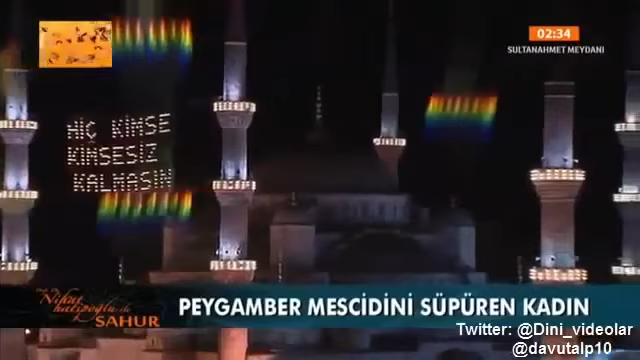 02:34
SULTANAHMET MEYDANI
HİÇ KİMSE
KİMSESİZ
KALMASIN
Nihat
hatipoğlu ile
SAHUR
PEYGAMBER MESCİDİNİ SÜPÜREN KADIN
Twitter: @Dini_videolar
@davutalp10